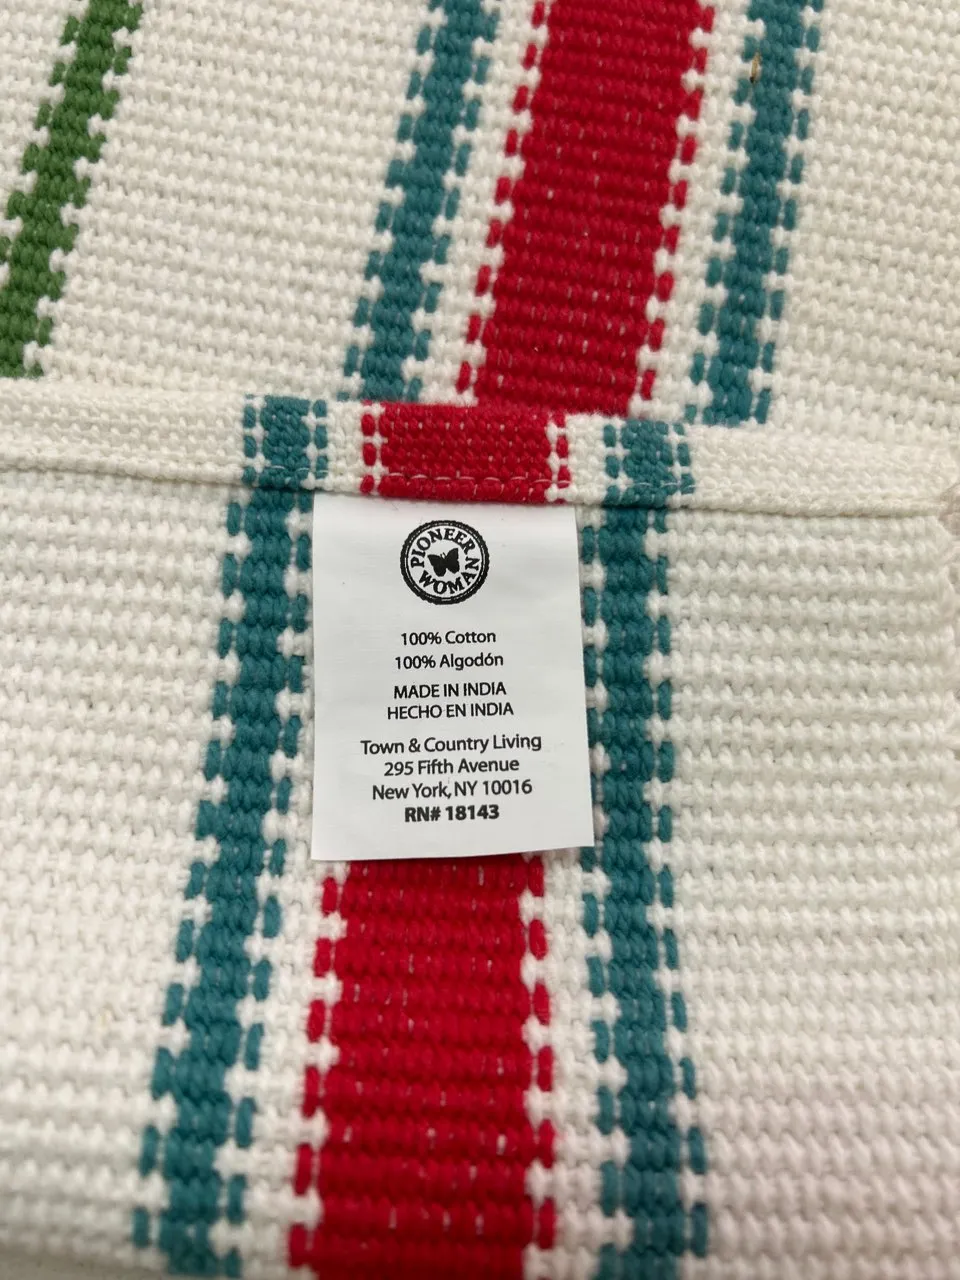 PIONEER
WOMAN
100% Cotton
100% Algodón
MADE IN INDIA
HECHO EN INDIA
Town & Country Living
295 Fifth Avenue
New York, NY 10016
RN# 18143